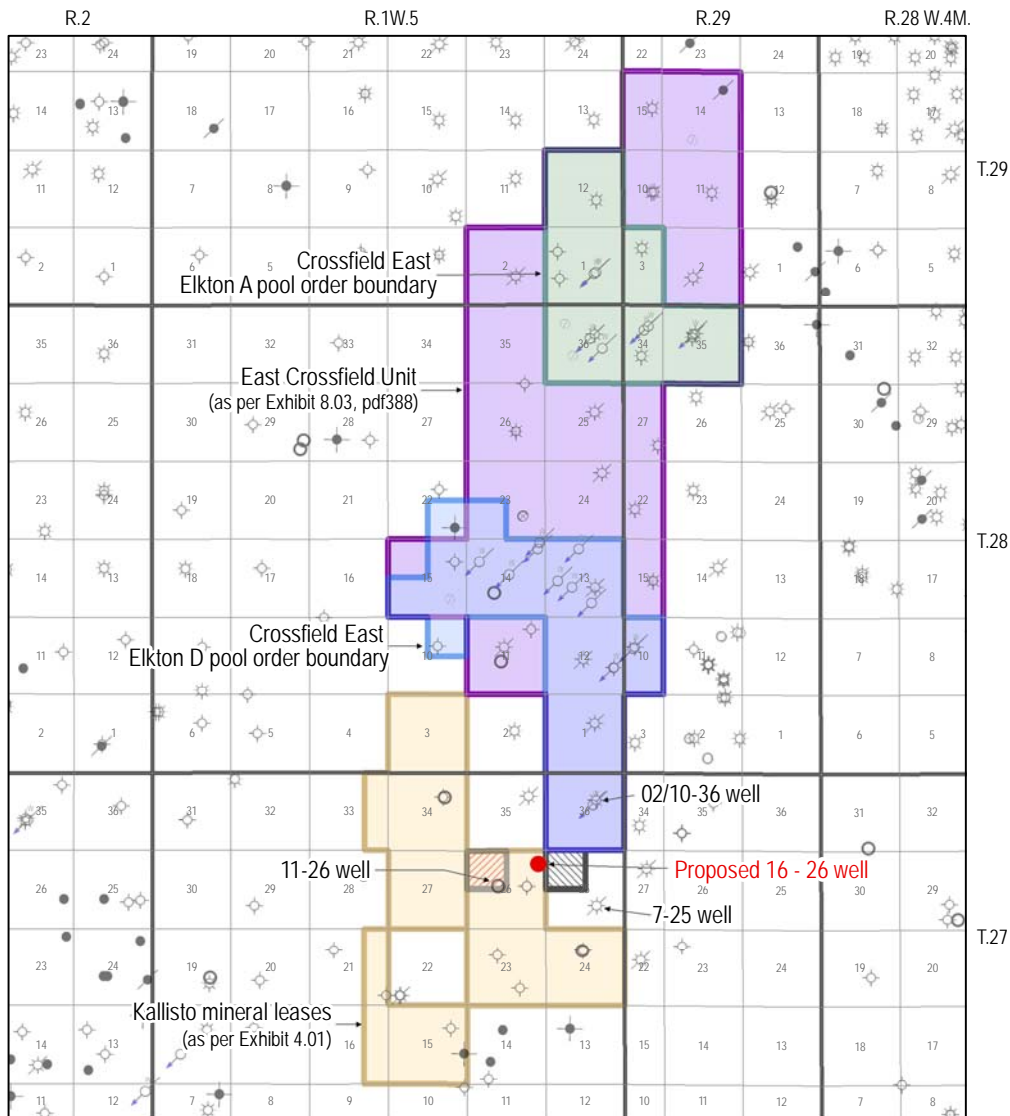 R.2 R.1W.5 R.29 R.28 W.4M.
23 24 19 20 21 22 23 24 22 23 24 19 20
14 13 18 17 16 15 14 13 15 14 13 18 17
T.29
11 12 7 8 9 10 11 12 10 11 12 7 8
2 1 6 5 2 1 3 2 1 6 5
Crossfield East
Elkton A pool order boundary
35 36 31 32 33 34 35 36 34 35 36 31 32
East Crossfield Unit
(as per Exhibit 8.03, pdf388)
26 25 30 29 28 27 26 25 27 26 25 30 29
23 24 19 20 21 22 23 24 22 23 24 19 20
T.28
14 13 18 17 16 15 14 13 15 14 13 18 17
Crossfield East
Elkton D pool order boundary
11 12 7 10 11 12 10 11 12 7 8
2 1 6 5 4 3 2 1 3 2 1 6 5
02/10-36 well
35 36 31 32 33 34 35 36 34 35 36 31 32
11-26 well
Proposed 16 - 26 well
26 25 30 29 28 27 26 27 26 25 30 29
7-25 well
T.27
23 24 19 20 21 22 23 24 22 23 24 19 20
Kallisto mineral leases
(as per Exhibit 4.01)
14 13 16 15 14 13 15 14 13 18 17
11 12 7 8 9 10 11 12 10 11 12 7 8